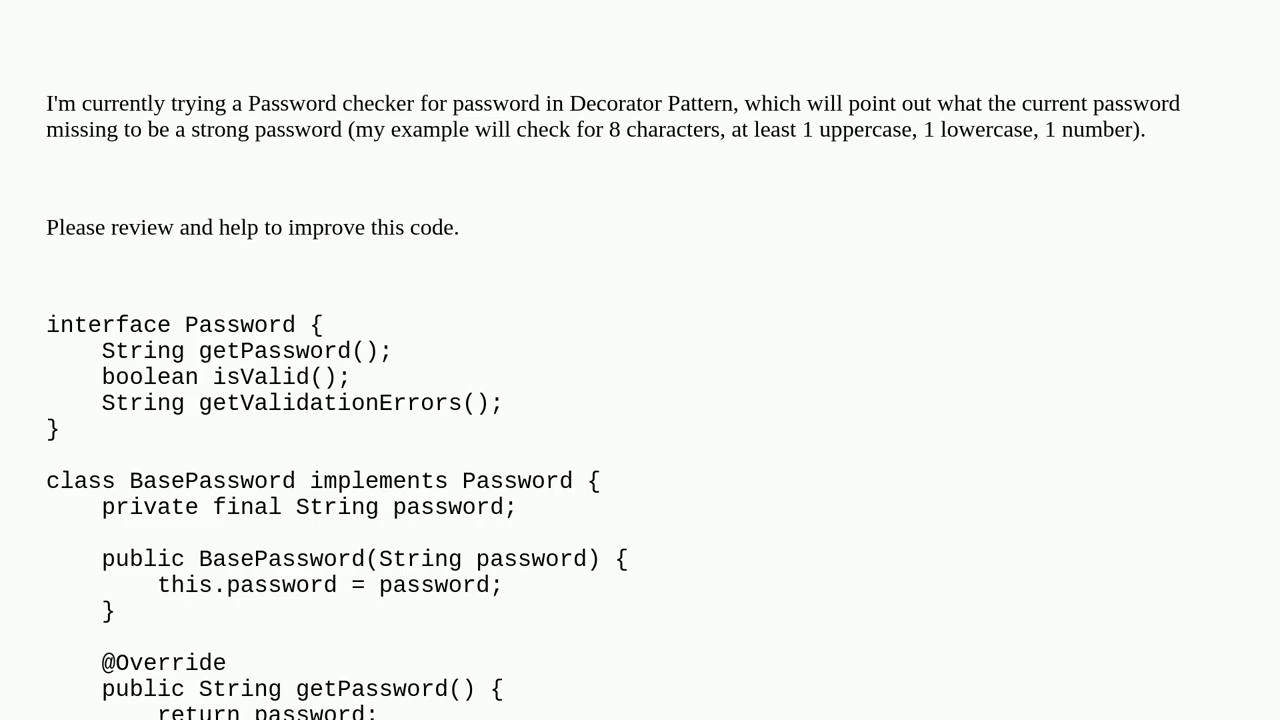 I'm currently trying a Password checker for password in Decorator Pattern, which will point out what the current password
missing to be a strong password (my example will check for 8 characters, at least 1 uppercase, 1 lowercase, 1 number).
Please review and help to improve this code.
interface Password {
    String getPassword();
    boolean isValid();
    String getValidationErrors();
}
class BasePassword implements Password {
    private final String password;
    public BasePassword(String password) {
        this.password = password;
    }
    @Override
    public String getPassword() {
        return password;